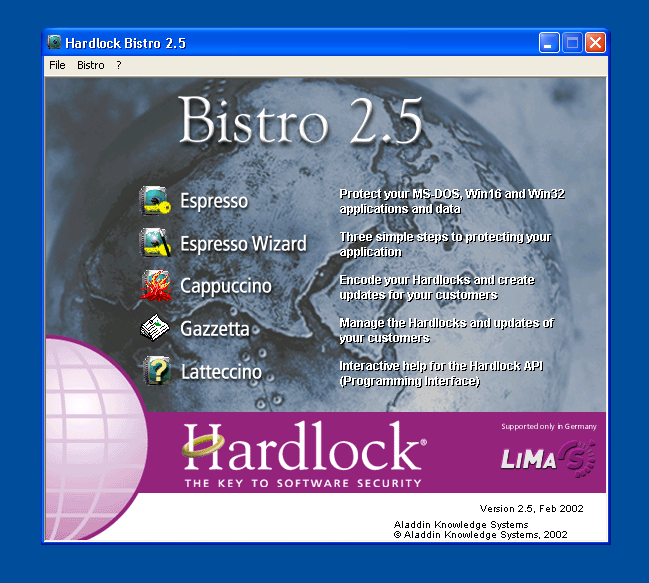 Hardlock Bistro 2.5
File Bistro ?
Bistro 2.5
Espresso
Protect your MS-DOS, Win16 and Win32
applications and data
Espresso Wizard
Three simple steps to protecting your
application
Cappuccino
Encode your Hardlocks and create
updates for your customers
Gazzetta
Manage the Hardlocks and updates of
your customers
Latteccino
Interactive help for the Hardlock API
(Programming Interface)
Hardlock®
THE KEY TO SOFTWARE SECURITY
Supported only in Germany
LiMaS
Version 2.5, Feb 2002
Aladdin Knowledge Systems
© Aladdin Knowledge Systems, 2002